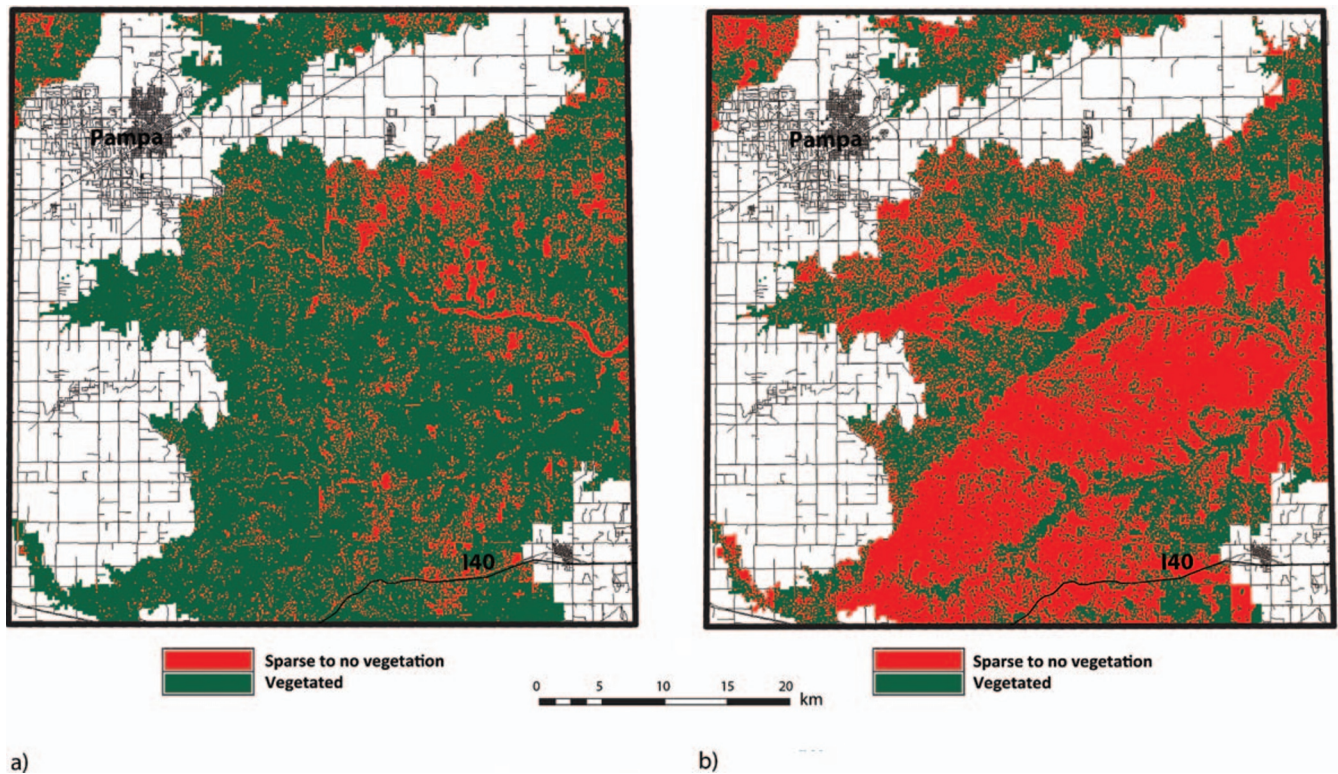 Pampa
Pampa
I40
I40
Sparse to no vegetation
Vegetated
0 5 10 15 20
km
Sparse to no vegetation
Vegetated
a)
b)